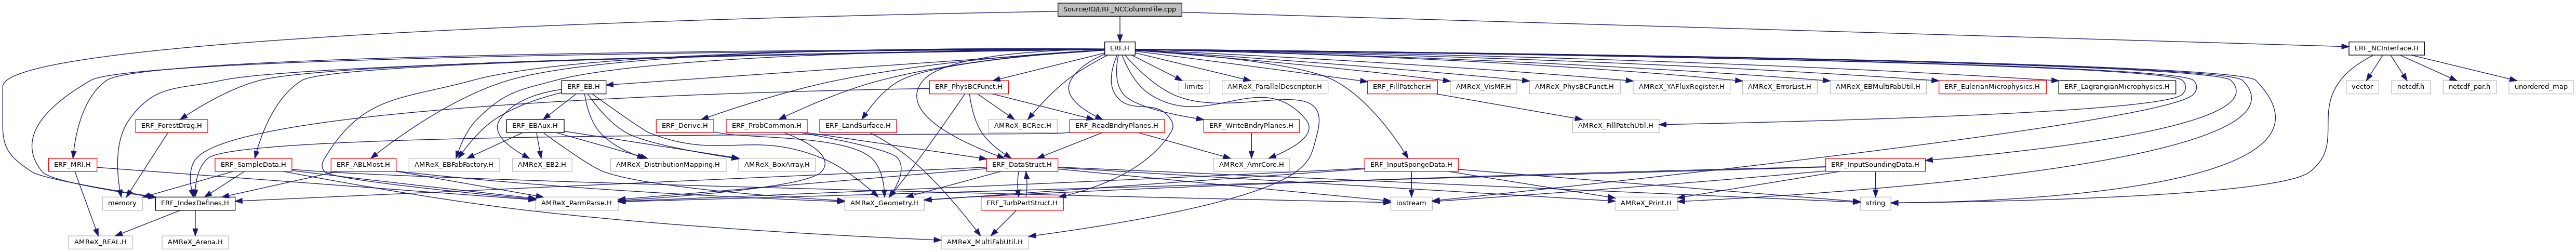 Source/IO/ERF_NCColumnFile.cpp
ERF.H
ERF_NCInterface.H
ERF_EB.H
ERF_PhysBCFunct.H
limits
AMReX_ParallelDescriptor.H
ERF_FillPatcher.H
AMReX_VisMF.H
AMReX_PhysBCFunct.H
AMReX_YAFluxRegister.H
AMReX_ErrorList.H
AMReX_EBMultiFabUtil.H
ERF_EulerianMicrophysics.H
ERF_LagrangianMicrophysics.H
vector
netcdf.h
netcdf_par.h
unordered_map
ERF_ForestDrag.H
ERF_EBAux.H
ERF_Derive.H
ERF_ProbCommon.H
ERF_LandSurface.H
AMReX_BCRec.H
ERF_ReadBndryPlanes.H
ERF_WriteBndryPlanes.H
AMReX_FillPatchUtil.H
ERF_MRI.H
ERF_SampleData.H
ERF_ABLMost.H
AMReX_EBFabFactory.H
AMReX_EB2.H
AMReX_DistributionMapping.H
AMReX_BoxArray.H
ERF_DataStruct.H
AMReX_AmrCore.H
ERF_InputSpongeData.H
ERF_InputSoundingData.H
memory
ERF_IndexDefines.H
AMReX_ParmParse.H
AMReX_Geometry.H
ERF_TurbPertStruct.H
iostream
AMReX_Print.H
string
AMReX_REAL.H
AMReX_Arena.H
AMReX_MultiFabUtil.H